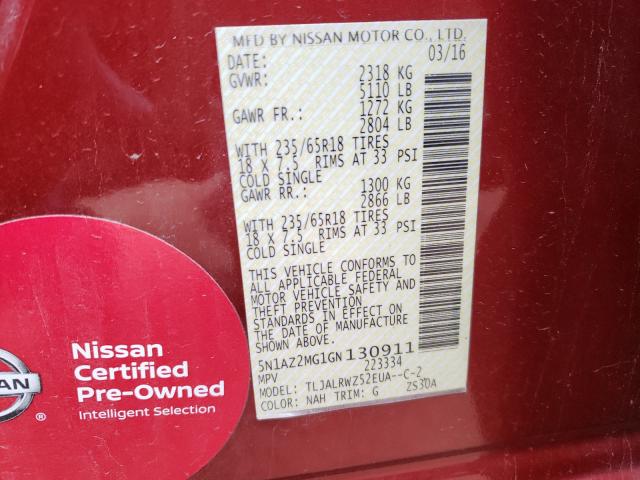 MFD BY NISSAN MOTOR CO., LTD.
DATE: 03/16
GVWR: 2318 KG
5110 LB
GAWR FR.: 1272 KG
2804 LB
WITH 235/65R18 TIRES
18 X 7.5 RIMS AT 33 PSI
COLD SINGLE
GAWR RR.: 1300 KG
2866 LB
WITH 235/65R18 TIRES
18 X 7.5 RIMS AT 33 PSI
COLD SINGLE
THIS VEHICLE CONFORMS TO
ALL APPLICABLE FEDERAL
MOTOR VEHICLE SAFETY AND
THEFT PREVENTION
STANDARDS IN EFFECT ON
THE DATE OF MANUFACTURE
SHOWN ABOVE.
5N1AZ2MG1GN130911
MPV 223334
MODEL: TLJALRWZ52EUA--C-2
COLOR: NAH TRIM: G ZS30A
Nissan
Certified
Pre-Owned
Intelligent Selection
SAN
®